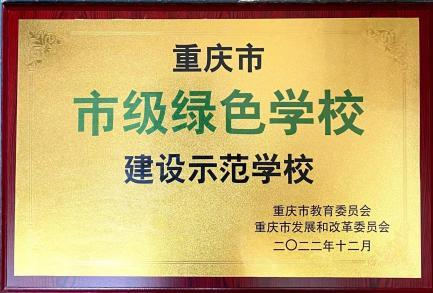 重庆市
市级绿色学校
建设示范学校
重庆市教育委员会
重庆市发展和改革委员会
二〇二二年十二月